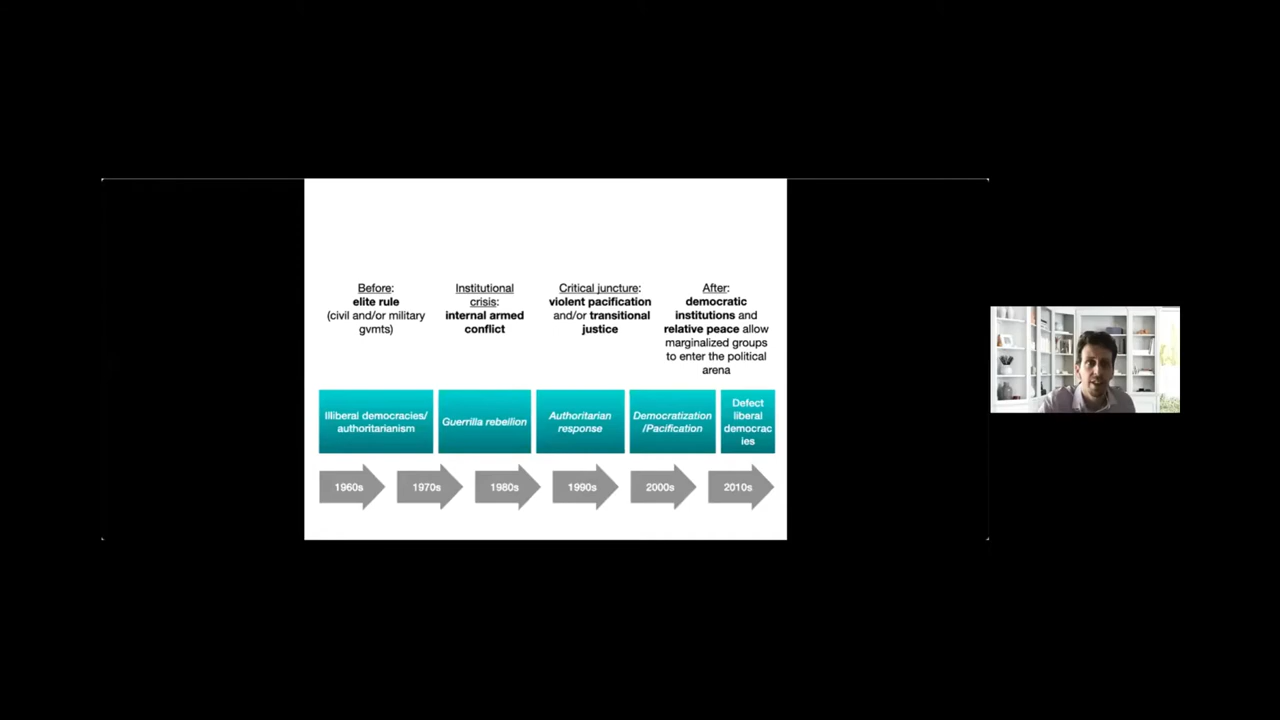 Before:
elite rule
(civil and/or military
gvmts)
Institutional
crisis:
internal armed
conflict
Critical juncture:
violent pacification
and/or transitional
justice
After:
democratic
institutions and
relative peace allow
marginalized groups
to enter the political
arena
Illiberal democracies/
authoritarianism
Guerrilla rebellion
Authoritarian
response
Democratization
/Pacification
Defect
liberal
democrac
ies
1960s
1970s
1980s
1990s
2000s
2010s